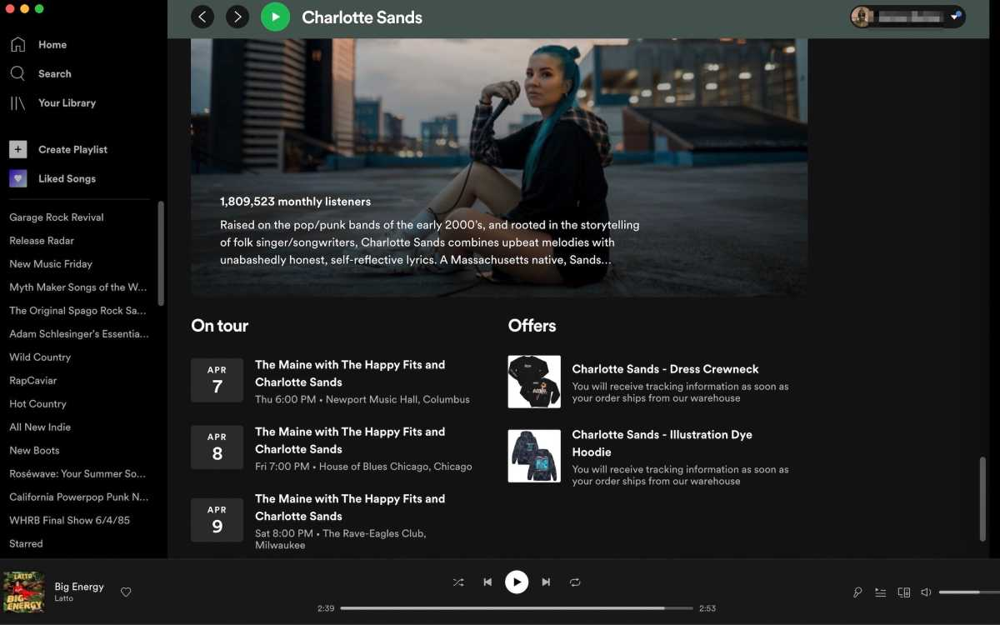 Charlotte Sands
Home
Search
Your Library
Create Playlist
Liked Songs
Garage Rock Revival
Release Radar
New Music Friday
Myth Maker Songs of the W...
The Original Spago Rock Sa...
Adam Schlesinger's Essentia...
Wild Country
RapCaviar
Hot Country
All New Indie
New Boots
Roséwave: Your Summer So...
California Powerpop Punk N...
WHRB Final Show 6/4/85
Starred
1,809,523 monthly listeners
Raised on the pop/punk bands of the early 2000's, and rooted in the storytelling
of folk singer/songwriters, Charlotte Sands combines upbeat melodies with
unabashedly honest, self-reflective lyrics. A Massachusetts native, Sands...
On tour
APR
7
The Maine with The Happy Fits and
Charlotte Sands
Thu 6:00 PM • Newport Music Hall, Columbus
APR
8
The Maine with The Happy Fits and
Charlotte Sands
Fri 7:00 PM • House of Blues Chicago, Chicago
APR
9
The Maine with The Happy Fits and
Charlotte Sands
Sat 8:00 PM • The Rave-Eagles Club,
Milwaukee
Offers
Charlotte Sands - Dress Crewneck
You will receive tracking information as soon as
your order ships from our warehouse
Charlotte Sands - Illustration Dye
Hoodie
You will receive tracking information as soon as
your order ships from our warehouse
LATTO
BIG
ENERGY
Big Energy
Latto
2:39
2:53